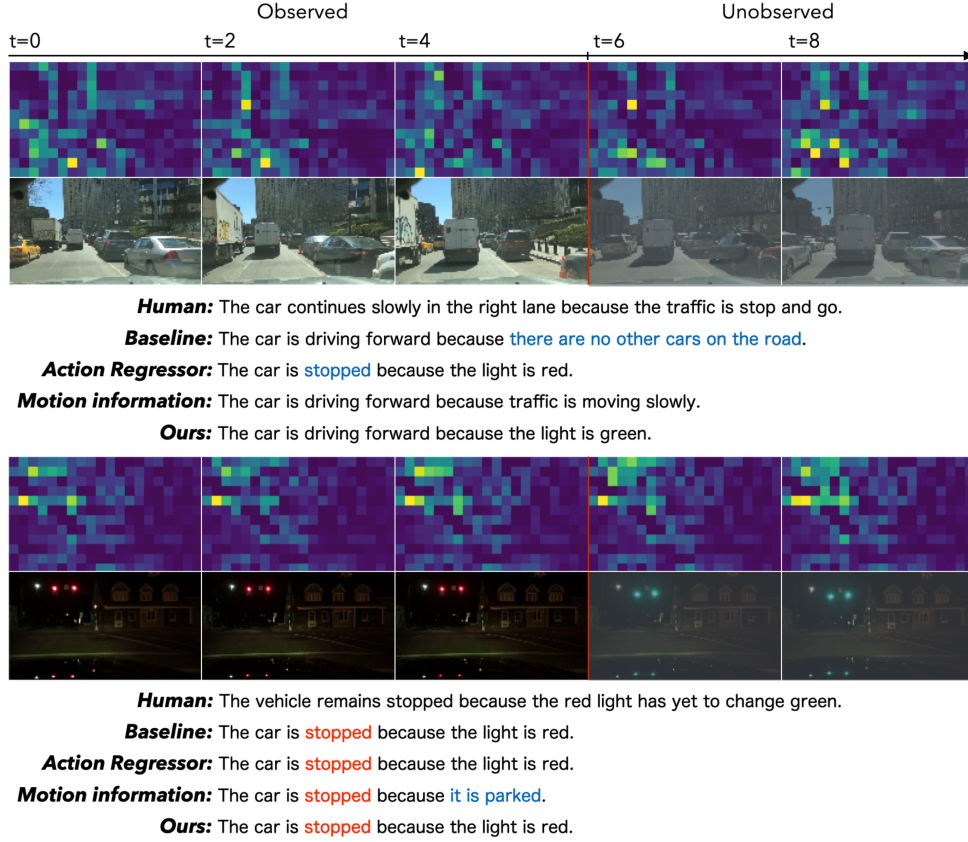 Observed Unobserved
t=0 t=2 t=4 t=6 t=8
Human: The car continues slowly in the right lane because the traffic is stop and go.
Baseline: The car is driving forward because there are no other cars on the road.
Action Regressor: The car is stopped because the light is red.
Motion information: The car is driving forward because traffic is moving slowly.
Ours: The car is driving forward because the light is green.
Human: The vehicle remains stopped because the red light has yet to change green.
Baseline: The car is stopped because the light is red.
Action Regressor: The car is stopped because the light is red.
Motion information: The car is stopped because it is parked.
Ours: The car is stopped because the light is red.